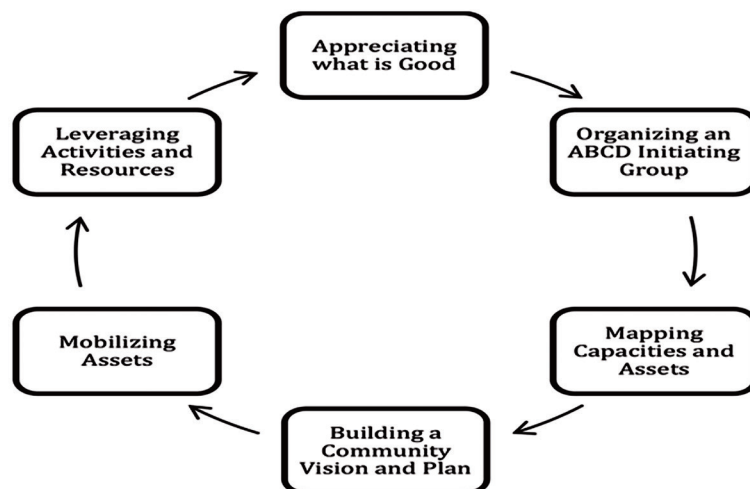 Appreciating
what is Good
Organizing an
ABCD Initiating
Group
Mapping
Capacities and
Assets
Building a
Community
Vision and Plan
Mobilizing
Assets
Leveraging
Activities and
Resources